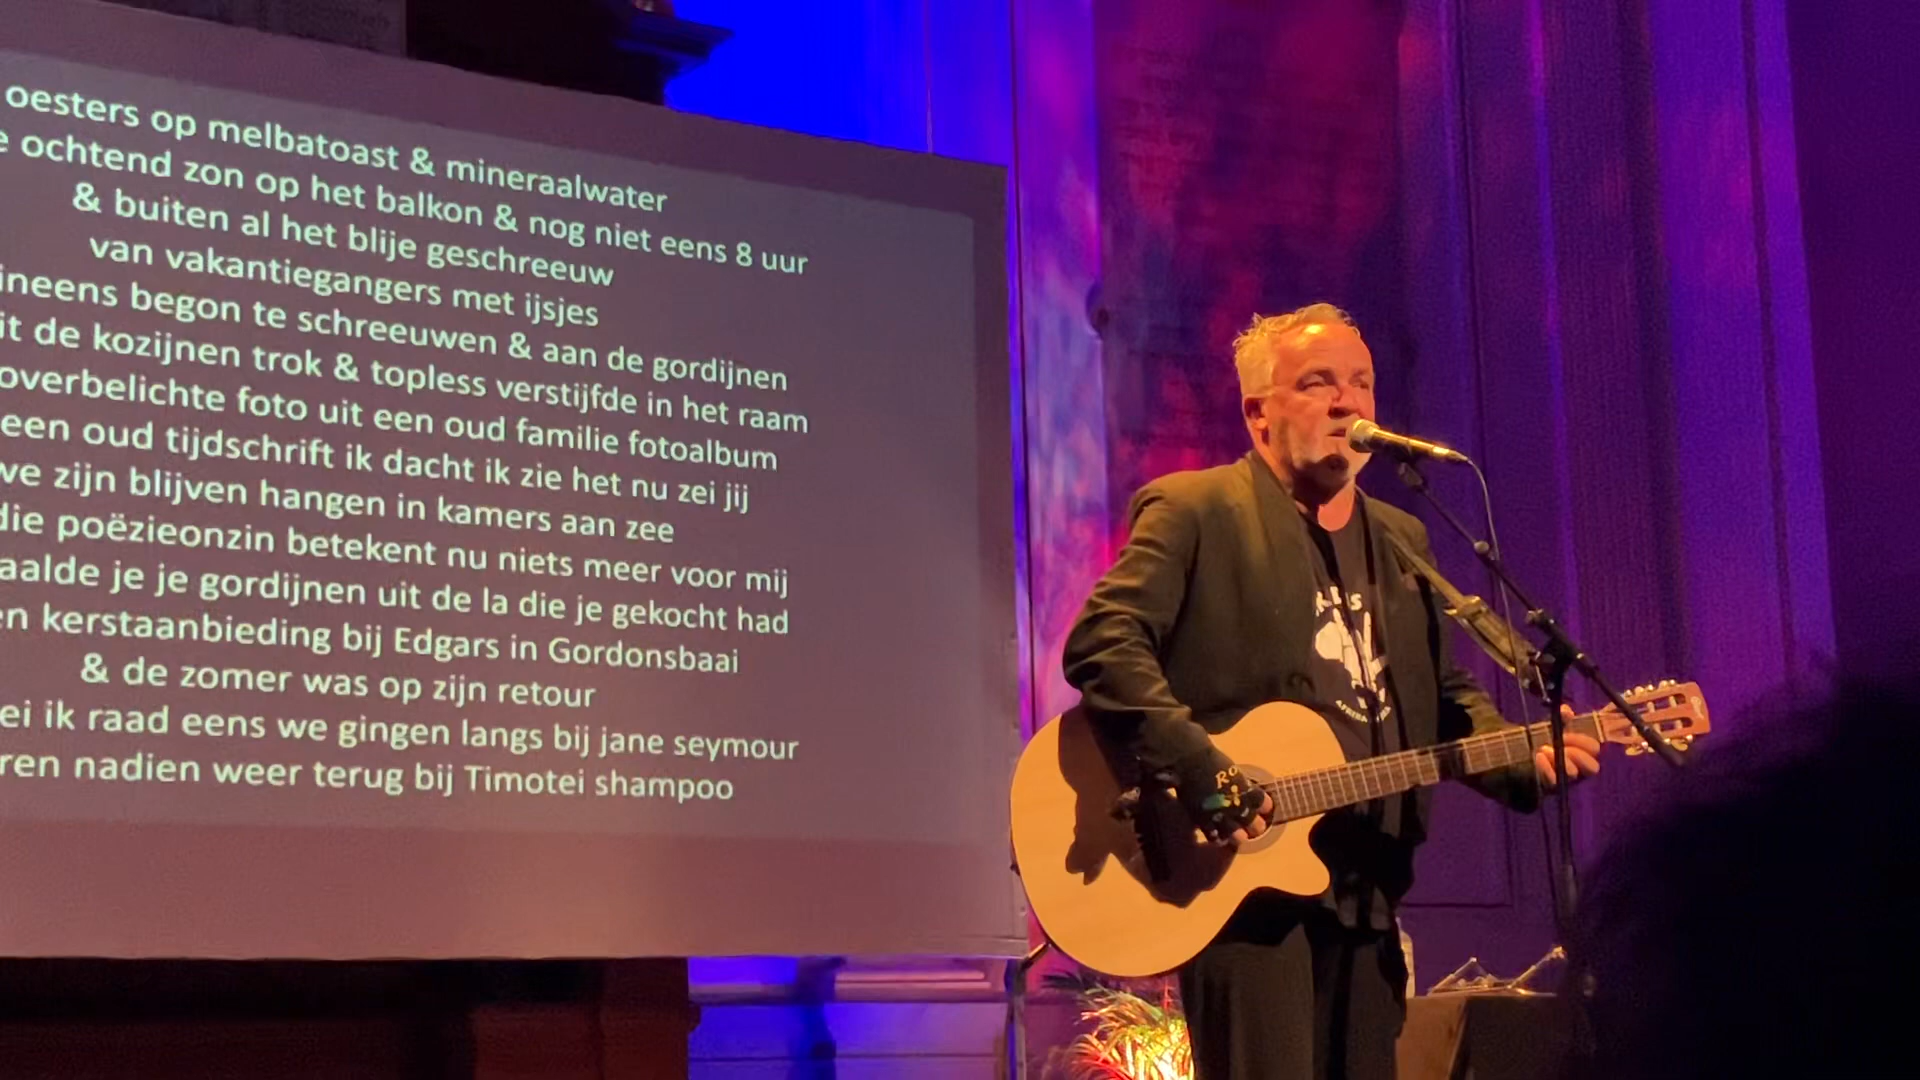 oesters op melbatoast & mineraalwater
ochtend zon op het balkon & nog niet eens 8 uur
& buiten al het blije geschreeuw
van vakantiegangers met ijsjes
ineens begon te schreeuwen & aan de gordijnen
it de kozijnen trok & topless verstijfde in het raam
overbelichte foto uit een oud familie fotoalbum
een oud tijdschrift ik dacht ik zie het nu zei jij
we zijn blijven hangen in kamers aan zee
die poëzieonzin betekent nu niets meer voor mij
aalde je je gordijnen uit de la die je gekocht had
en kerstaanbieding bij Edgars in Gordonsbaai
& de zomer was op zijn retour
ei ik raad eens we gingen langs bij jane seymour
ren nadien weer terug bij Timotei shampoo